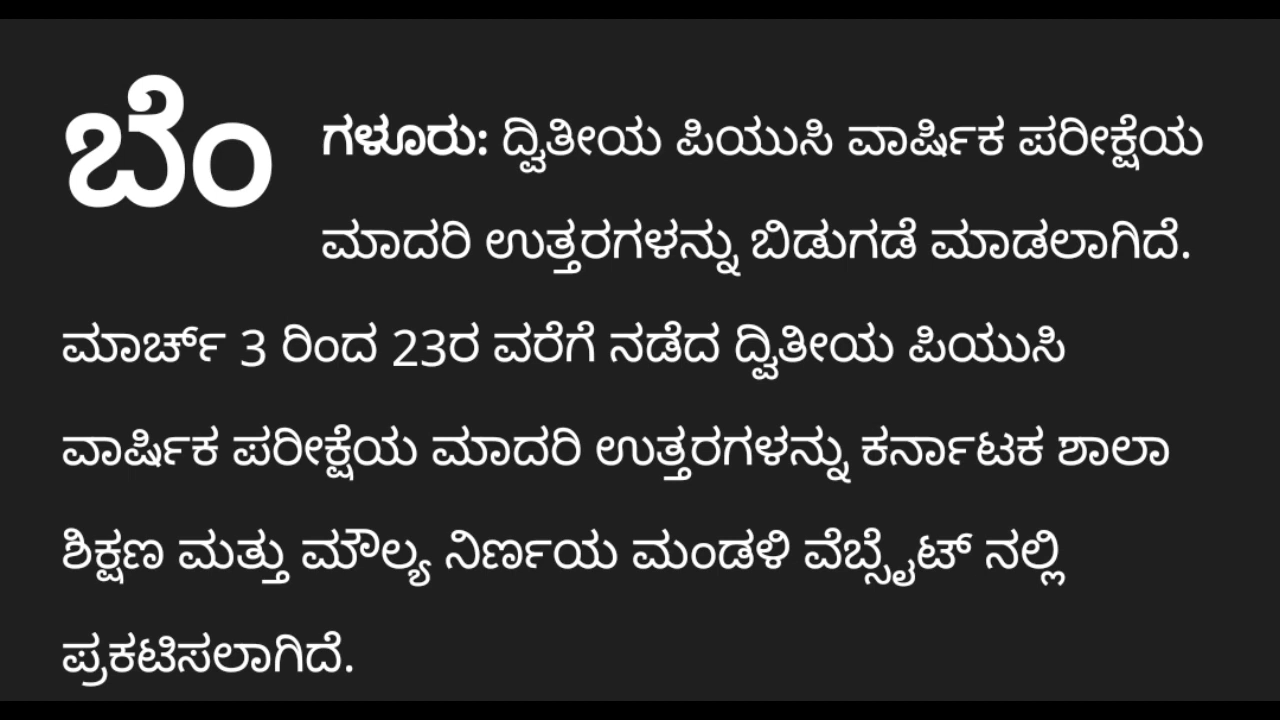 ಬೆಂಗಳೂರು: ದ್ವಿತೀಯ ಪಿಯುಸಿ ವಾರ್ಷಿಕ ಪರೀಕ್ಷೆಯ
ಮಾದರಿ ಉತ್ತರಗಳನ್ನು ಬಿಡುಗಡೆ ಮಾಡಲಾಗಿದೆ.
ಮಾರ್ಚ್ 3 ರಿಂದ 23ರ ವರೆಗೆ ನಡೆದ ದ್ವಿತೀಯ ಪಿಯುಸಿ
ವಾರ್ಷಿಕ ಪರೀಕ್ಷೆಯ ಮಾದರಿ ಉತ್ತರಗಳನ್ನು ಕರ್ನಾಟಕ ಶಾಲಾ
ಶಿಕ್ಷಣ ಮತ್ತು ಮೌಲ್ಯ ನಿರ್ಣಯ ಮಂಡಳಿ ವೆಬ್ಸೈಟ್ ನಲ್ಲಿ
ಪ್ರಕಟಿಸಲಾಗಿದೆ.